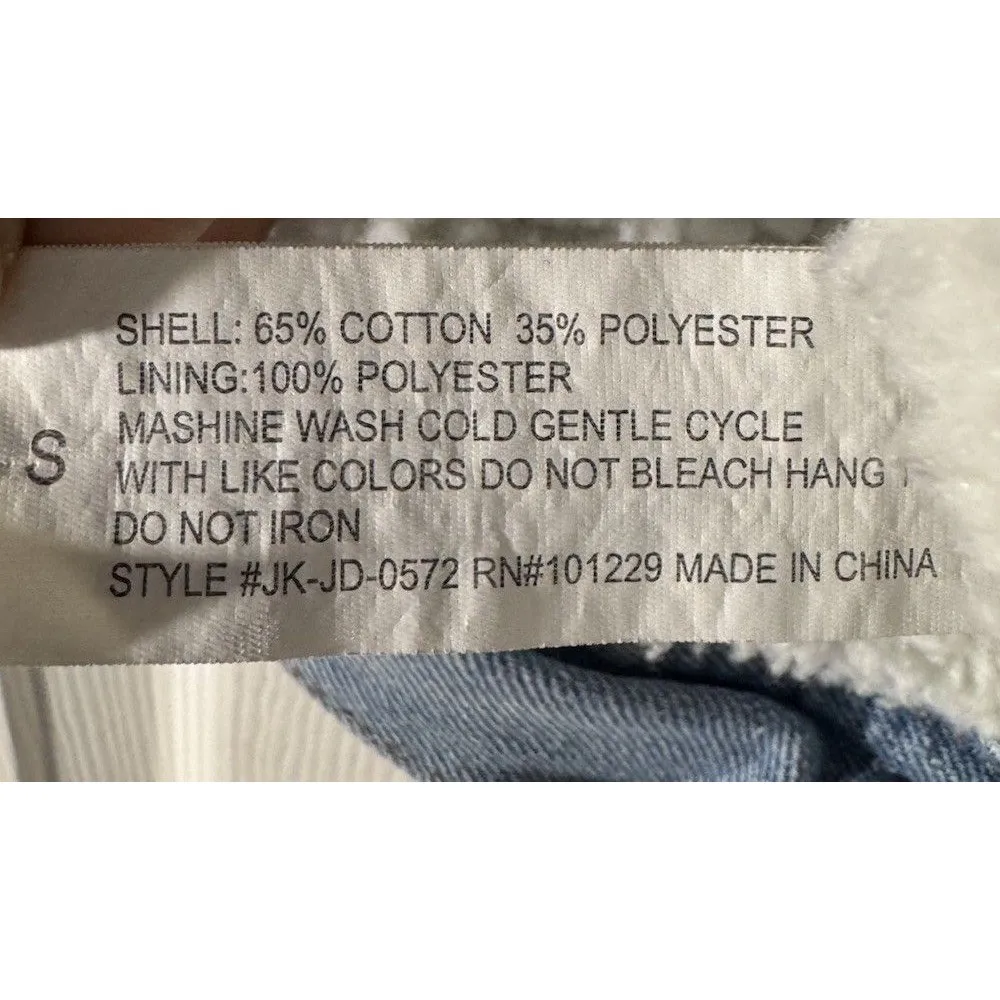 SHELL: 65% COTTON 35% POLYESTER
LINING:100% POLYESTER
MASHINE WASH COLD GENTLE CYCLE
S
WITH LIKE COLORS DO NOT BLEACH HANG
DO NOT IRON
STYLE #JK-JD-0572 RN#101229 MADE IN CHINA